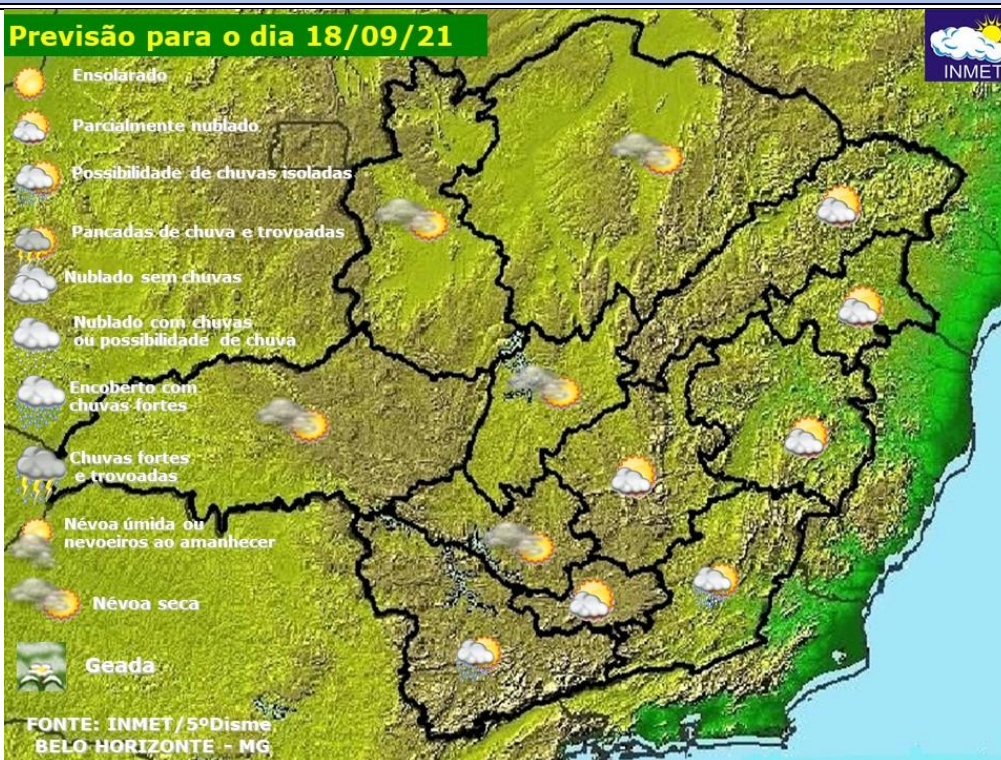 Previsão para o dia 18/09/21
INMET
Ensolarado
Parcialmente nublado
Possibilidade de chuvas isoladas
Pancadas de chuva e trovoadas
Nublado sem chuvas
Nublado com chuvas
ou possibilidade de chuva
Encoberto com
chuvas fortes
Chuvas fortes
e trovoadas
Névoa úmida ou
nevoeiros ao amanhecer
Névoa seca
Geada
FONTE: INMET/5ºDisme
BELO HORIZONTE - MG